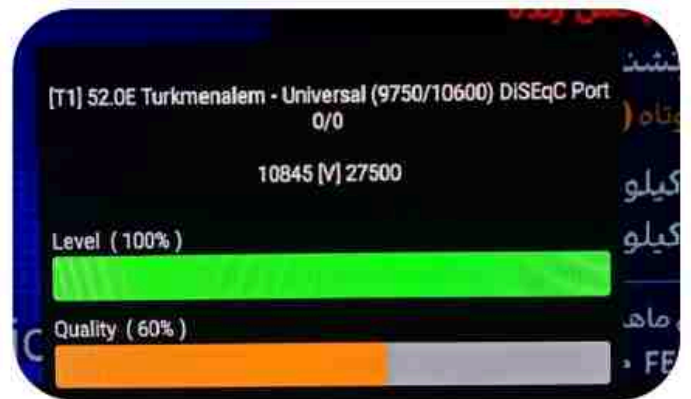 [T1] 52.0E Turkmenalem - Universal (9750/10600) DiSEqC Port
0/0
10845 [V] 27500
Level ( 100% )
Quality ( 60% )
کیلو
کیلو
FE